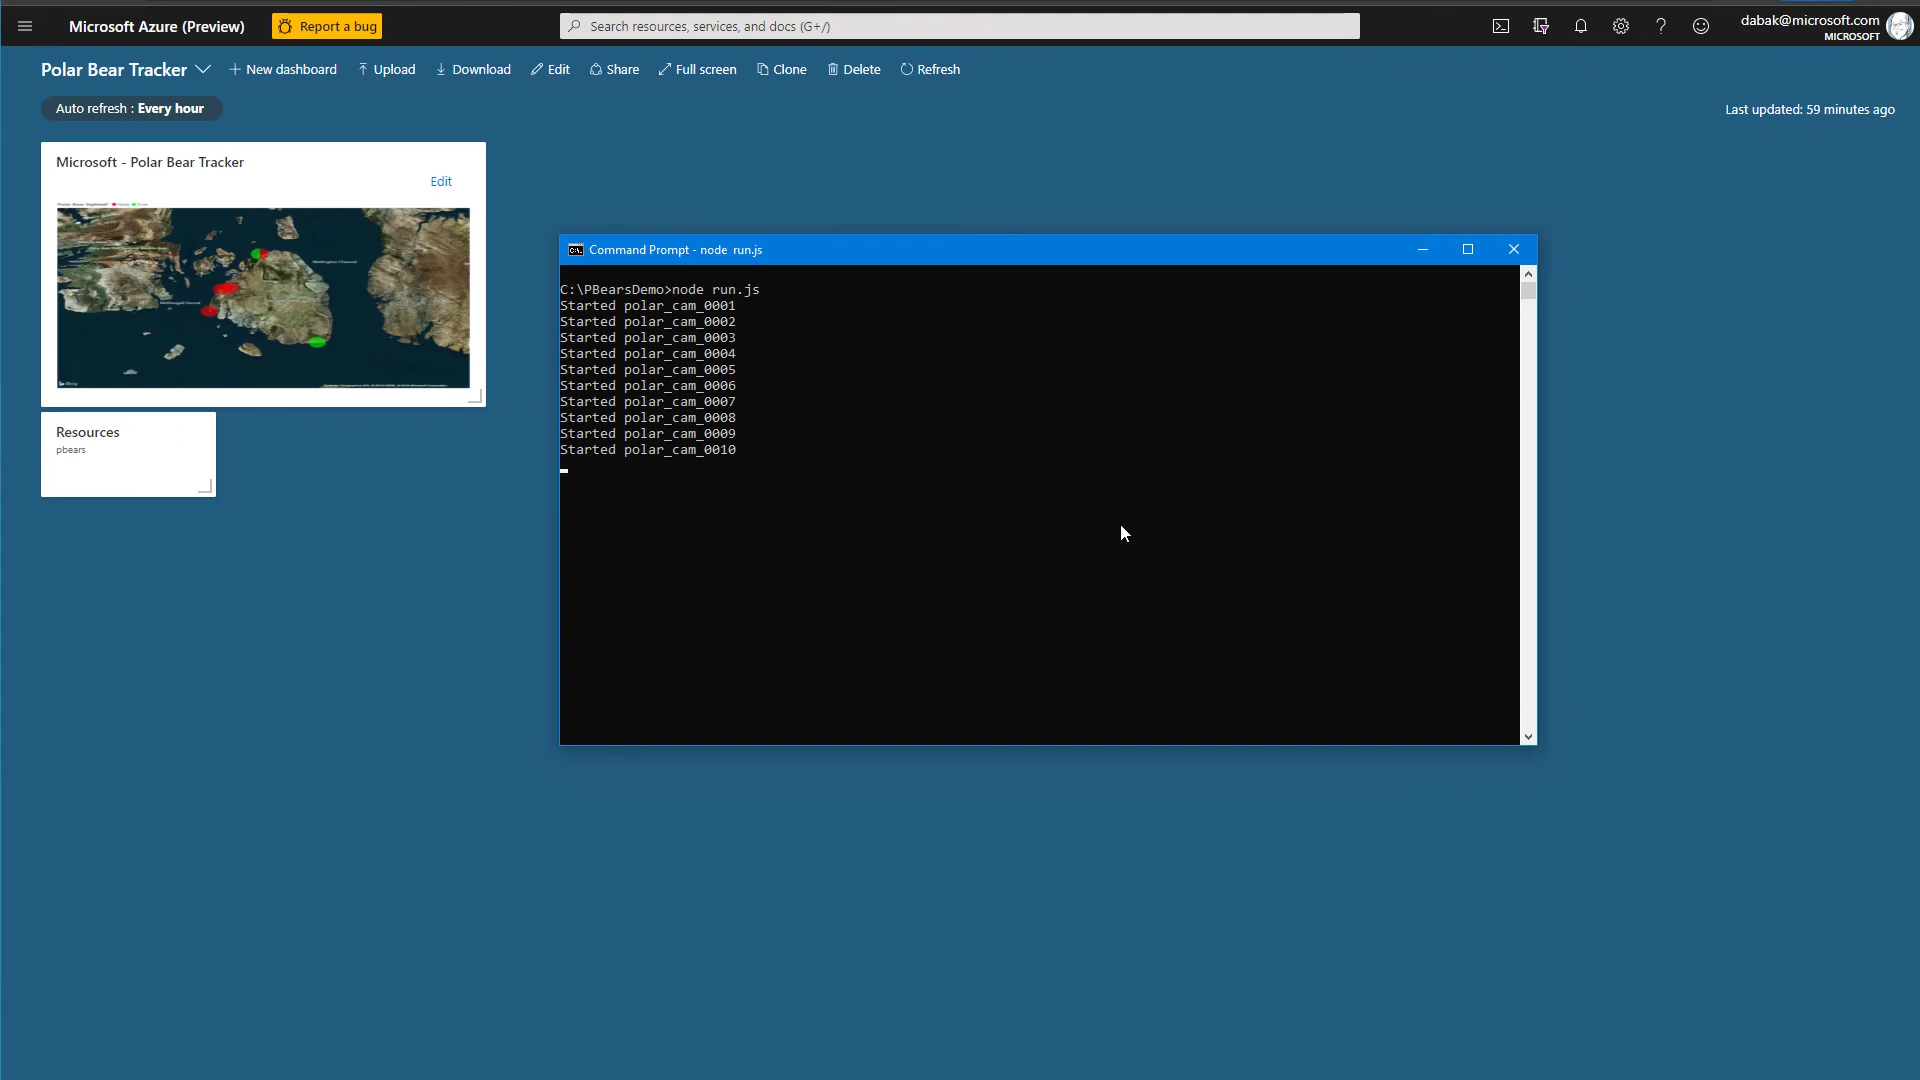 Microsoft Azure (Preview)
Report a bug
Search resources, services, and docs (G+/)
dabak@microsoft.com
MICROSOFT
Polar Bear Tracker
New dashboard
Upload
Download
Edit
Share
Full screen
Clone
Delete
Refresh
Auto refresh : Every hour
Last updated: 59 minutes ago
Microsoft - Polar Bear Tracker
Edit
Resources
pbears
Command Prompt - node run.js
C:\PBearsDemo>node run.js
Started polar_cam_0001
Started polar_cam_0002
Started polar_cam_0003
Started polar_cam_0004
Started polar_cam_0005
Started polar_cam_0006
Started polar_cam_0007
Started polar_cam_0008
Started polar_cam_0009
Started polar_cam_0010